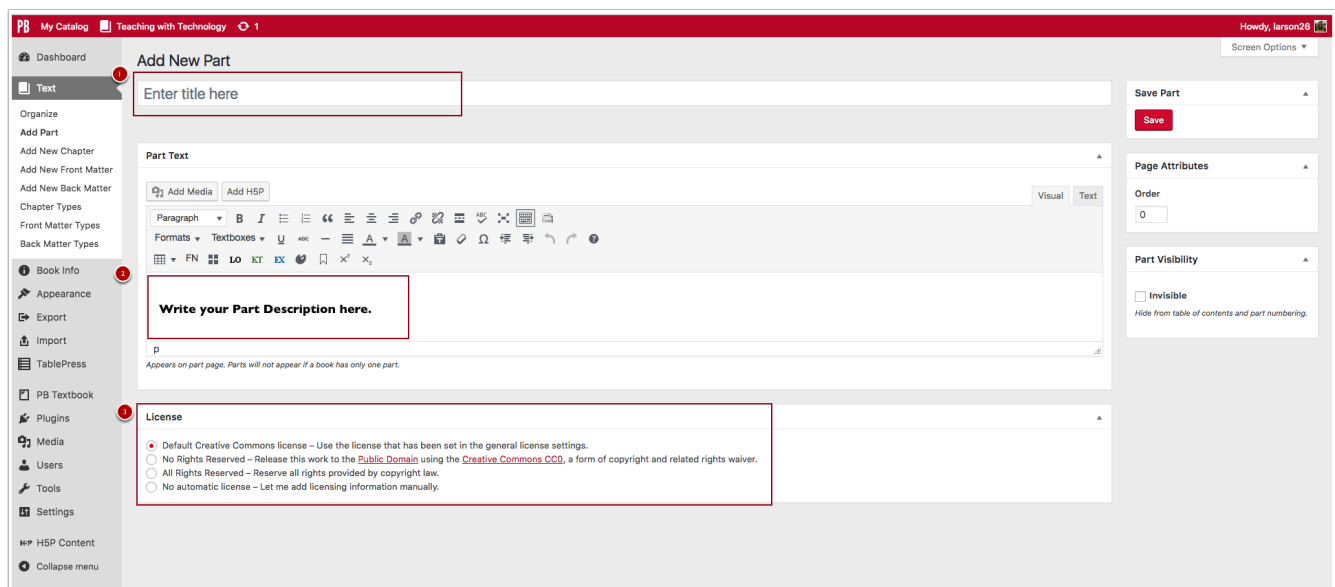 PB My Catalog Teaching with Technology 1 Howdy, larson26
Screen Options ▼
Dashboard
Add New Part
1
Text
Enter title here
Save Part
Save
Organize
Add Part
Add New Chapter
Add New Front Matter
Add New Back Matter
Chapter Types
Front Matter Types
Back Matter Types
Part Text
Add Media Add H5P
Visual Text
Paragraph B I “ ABC
Formats Textboxes U ABC — A A Ω
FN LO KT EX x² x₂
Page Attributes
Order
0
2
Write your Part Description here.
p
Appears on part page. Parts will not appear if a book has only one part.
Part Visibility
Invisible
Hide from table of contents and part numbering.
Book Info
Appearance
Export
Import
TablePress
PB Textbook
Plugins
Media
Users
Tools
Settings
H5P H5P Content
Collapse menu
3
License
Default Creative Commons license – Use the license that has been set in the general license settings.
No Rights Reserved – Release this work to the Public Domain using the Creative Commons CC0, a form of copyright and related rights waiver.
All Rights Reserved – Reserve all rights provided by copyright law.
No automatic license – Let me add licensing information manually.